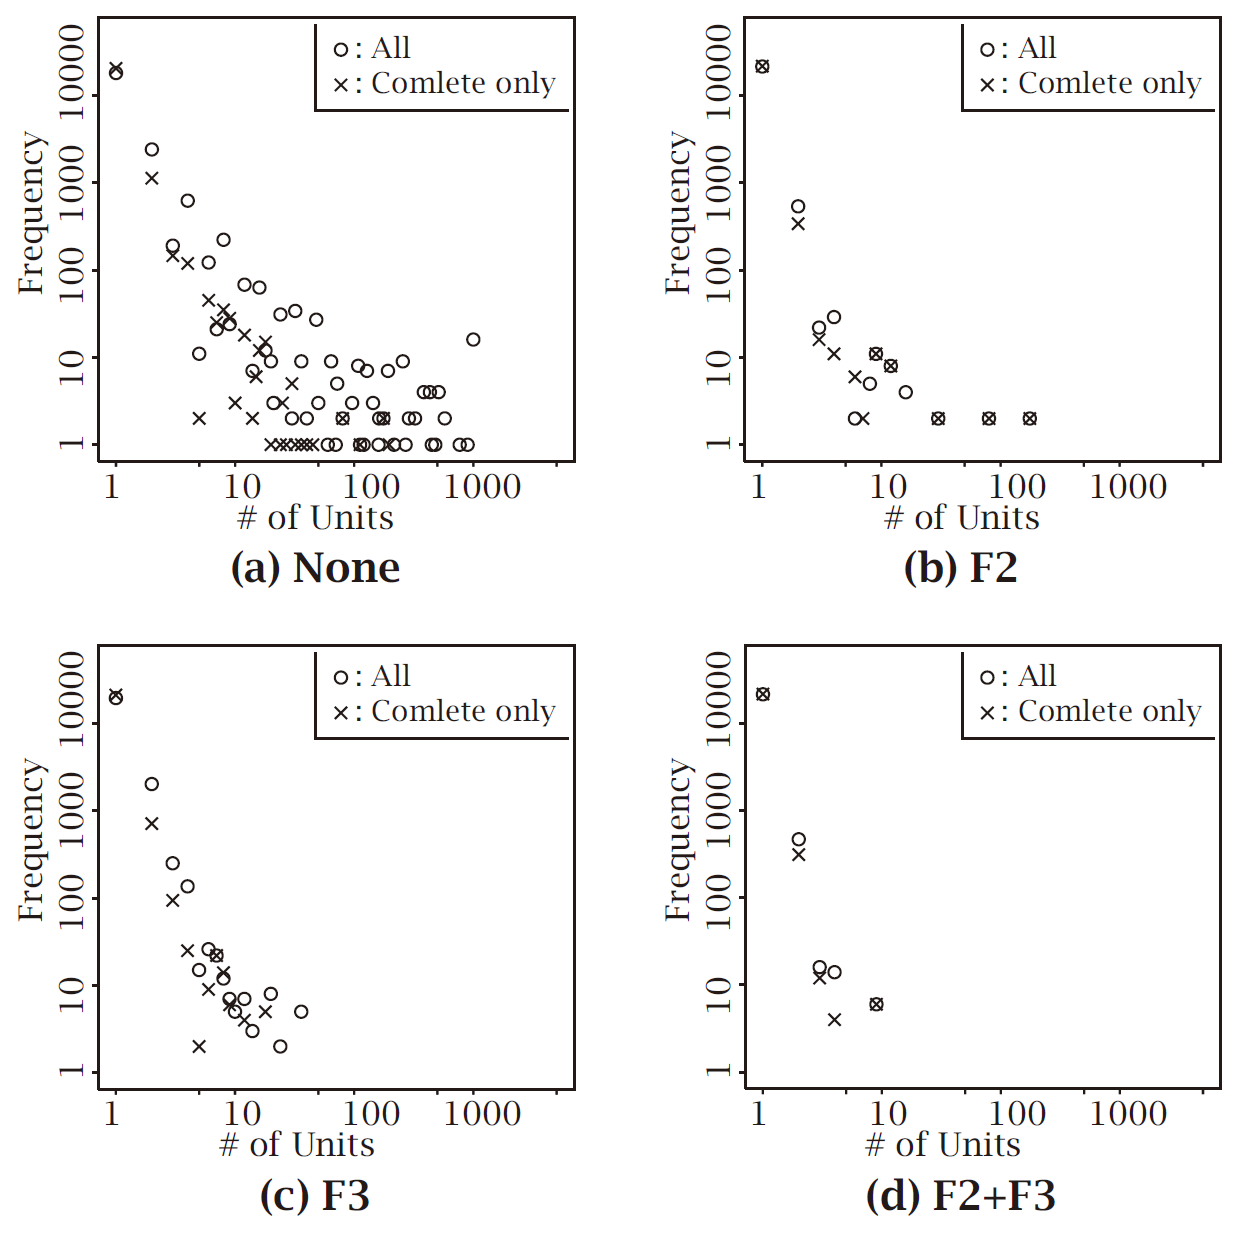 ○ : All
× : Comlete only
Frequency
10000
1000
100
10
1
1 10 100 1000
# of Units
(a) None
○ : All
× : Comlete only
Frequency
10000
1000
100
10
1
1 10 100 1000
# of Units
(b) F2
○ : All
× : Comlete only
Frequency
10000
1000
100
10
1
1 10 100 1000
# of Units
(c) F3
○ : All
× : Comlete only
Frequency
10000
1000
100
10
1
1 10 100 1000
# of Units
(d) F2+F3